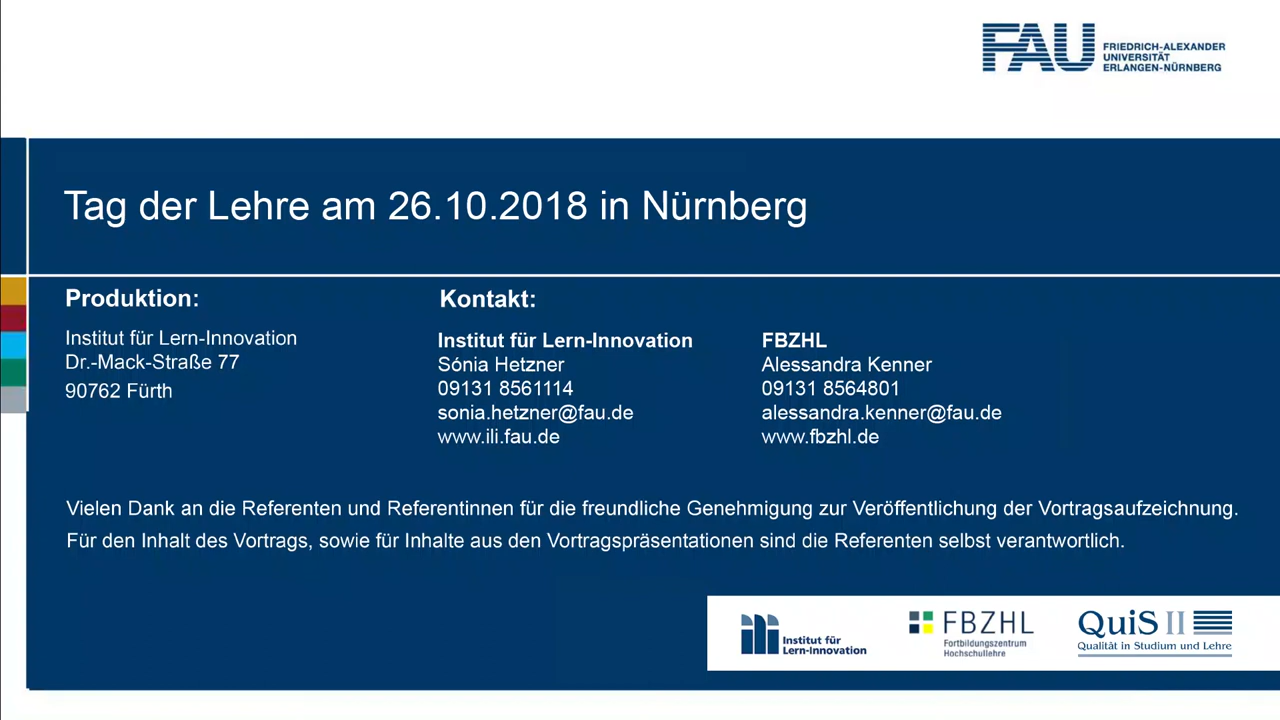 FAU
FRIEDRICH-ALEXANDER
UNIVERSITÄT
ERLANGEN-NÜRNBERG
Tag der Lehre am 26.10.2018 in Nürnberg
Produktion:
Institut für Lern-Innovation
Dr.-Mack-Straße 77
90762 Fürth
Kontakt:
Institut für Lern-Innovation
Sónia Hetzner
09131 8561114
sonia.hetzner@fau.de
www.ili.fau.de
FBZHL
Alessandra Kenner
09131 8564801
alessandra.kenner@fau.de
www.fbzhl.de
Vielen Dank an die Referenten und Referentinnen für die freundliche Genehmigung zur Veröffentlichung der Vortragsaufzeichnung.
Für den Inhalt des Vortrags, sowie für Inhalte aus den Vortragspräsentationen sind die Referenten selbst verantwortlich.
Institut für
Lern-Innovation
FBZHL
Fortbildungszentrum
Hochschullehre
QuiS II
Qualität in Studium und Lehre